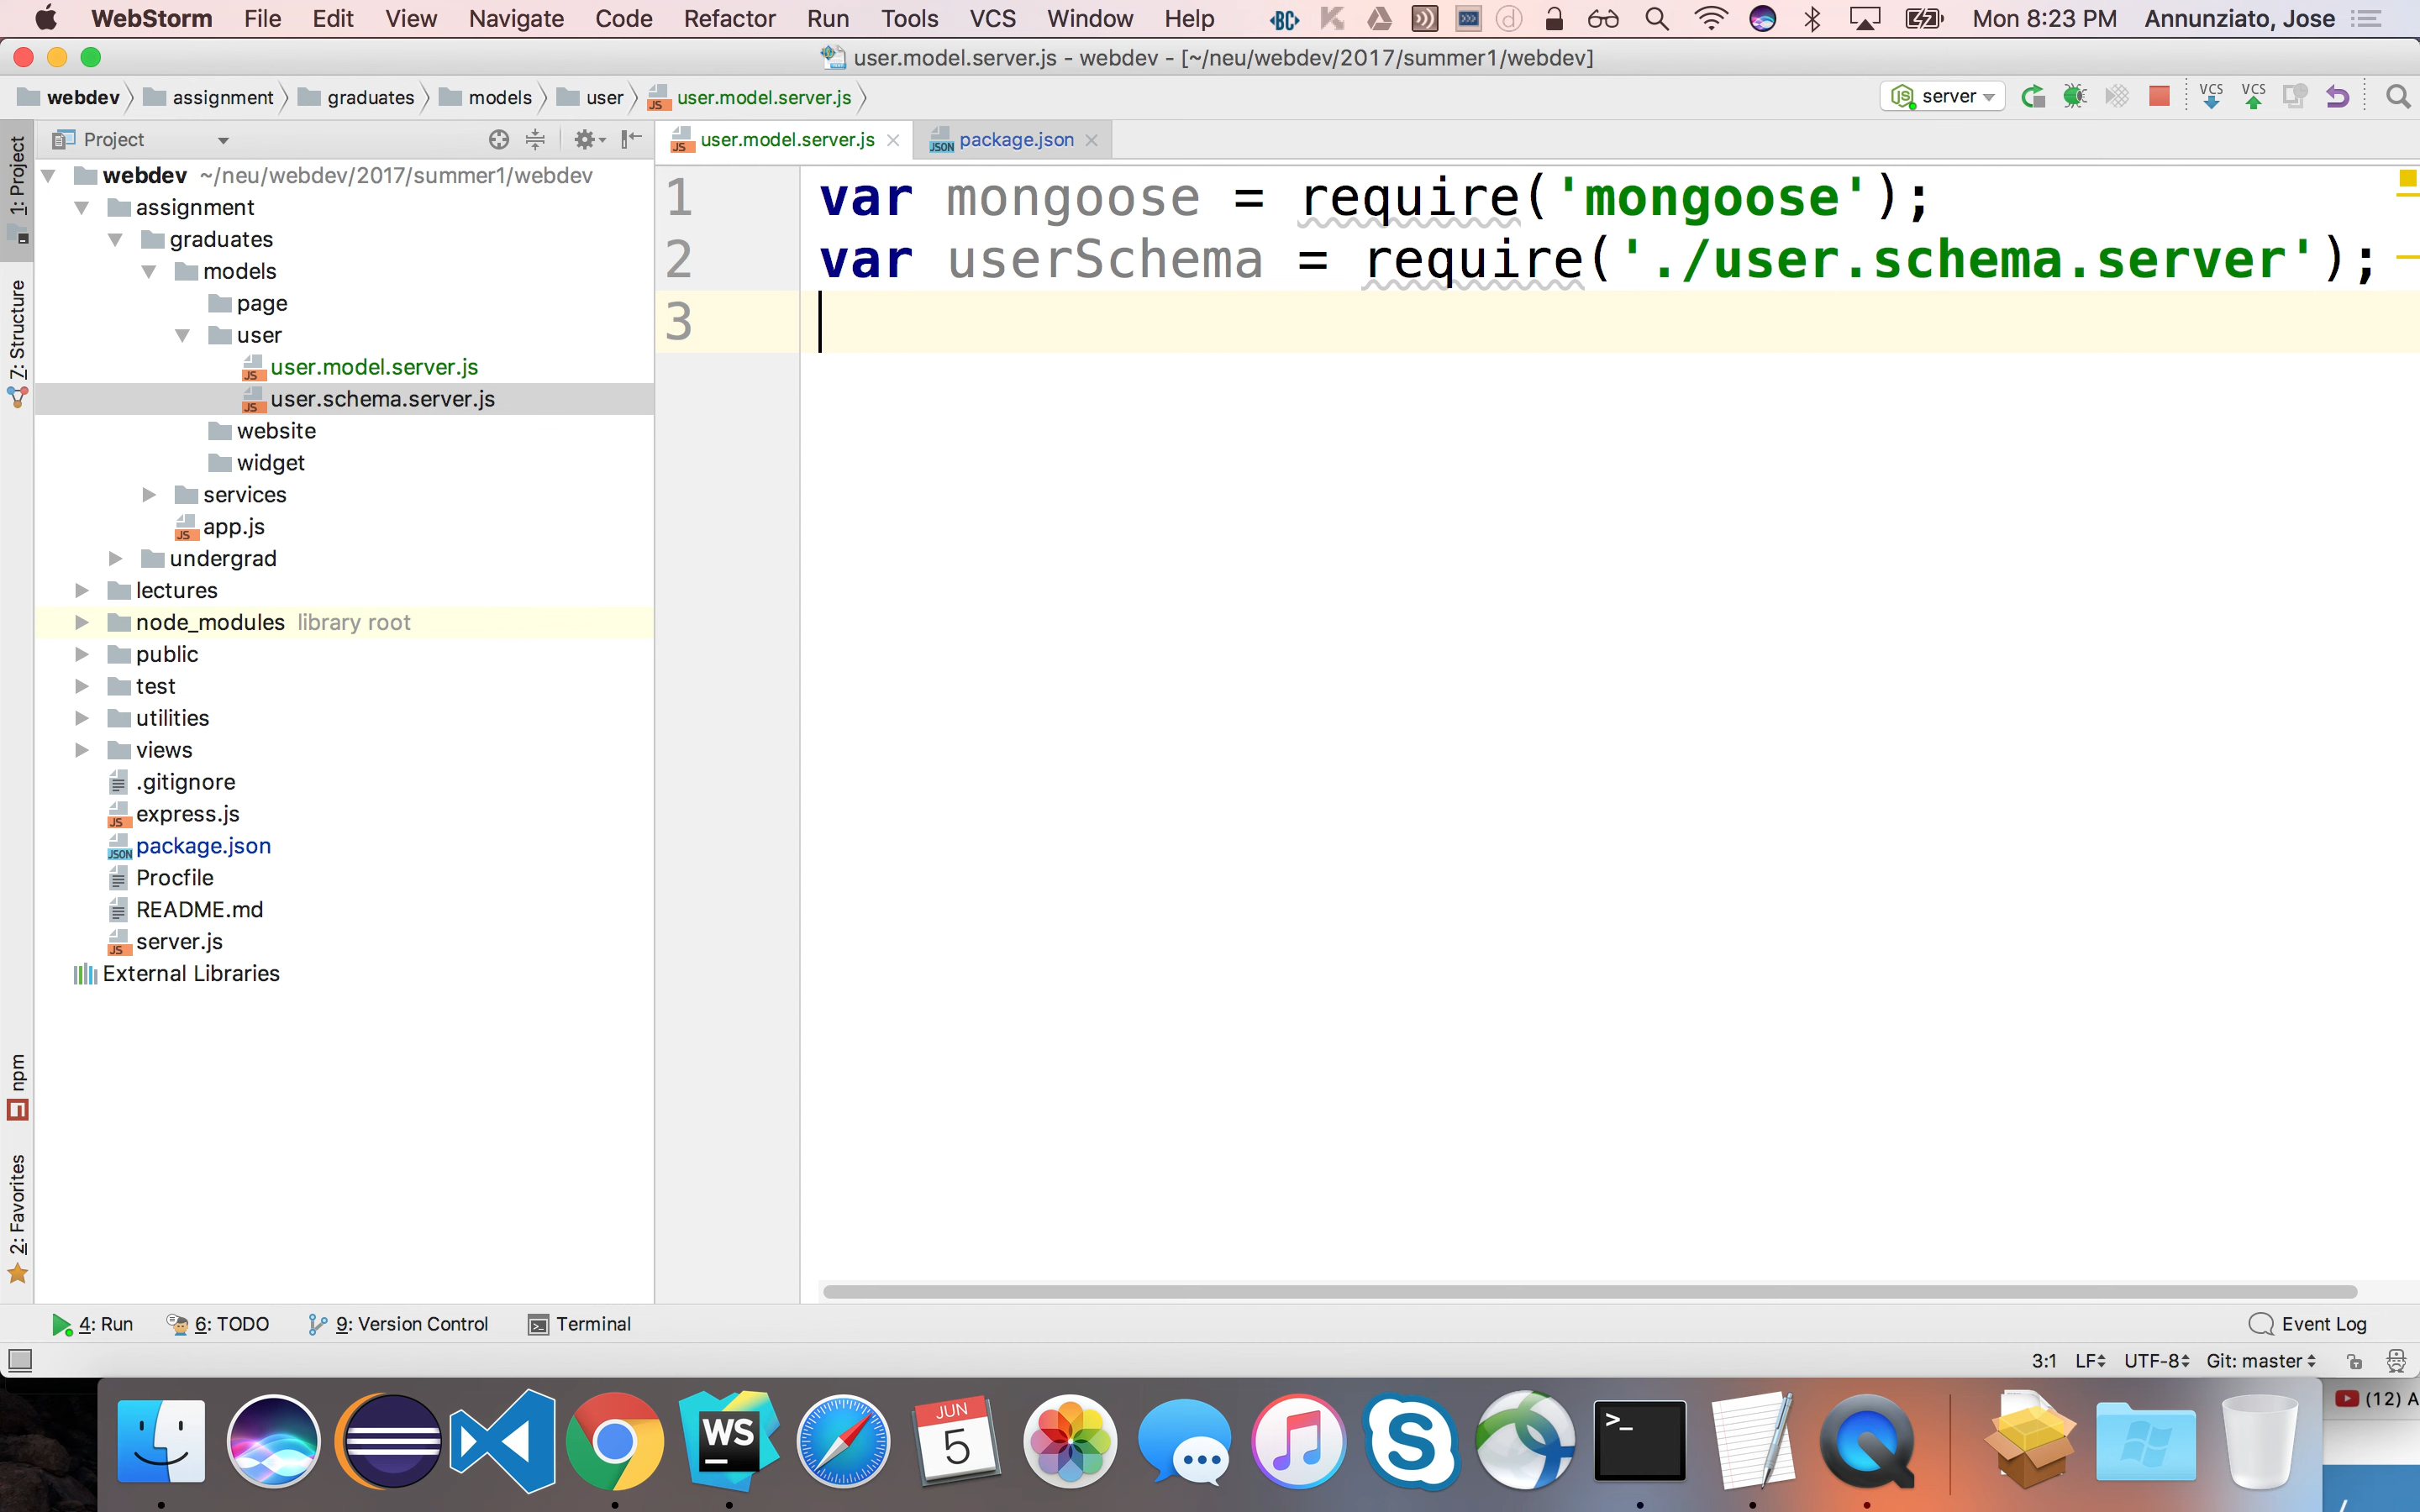 WebStorm File Edit View Navigate Code Refactor Run Tools VCS Window Help BC Mon 8:23 PM Annunziato, Jose
user.model.server.js - webdev - [~/neu/webdev/2017/summer1/webdev]
webdev assignment graduates models user user.model.server.js server VCS VCS
Project user.model.server.js package.json
1: Project
7: Structure
npm
2: Favorites
webdev ~/neu/webdev/2017/summer1/webdev
assignment
graduates
models
page
user
user.model.server.js
user.schema.server.js
website
widget
services
app.js
undergrad
lectures
node_modules library root
public
test
utilities
views
.gitignore
express.js
package.json
Procfile
README.md
server.js
External Libraries
1 var mongoose = require('mongoose');
2 var userSchema = require('./user.schema.server');
3
4: Run 6: TODO 9: Version Control Terminal Event Log
3:1 LF UTF-8 Git: master
WS
JUN
5
(12) A